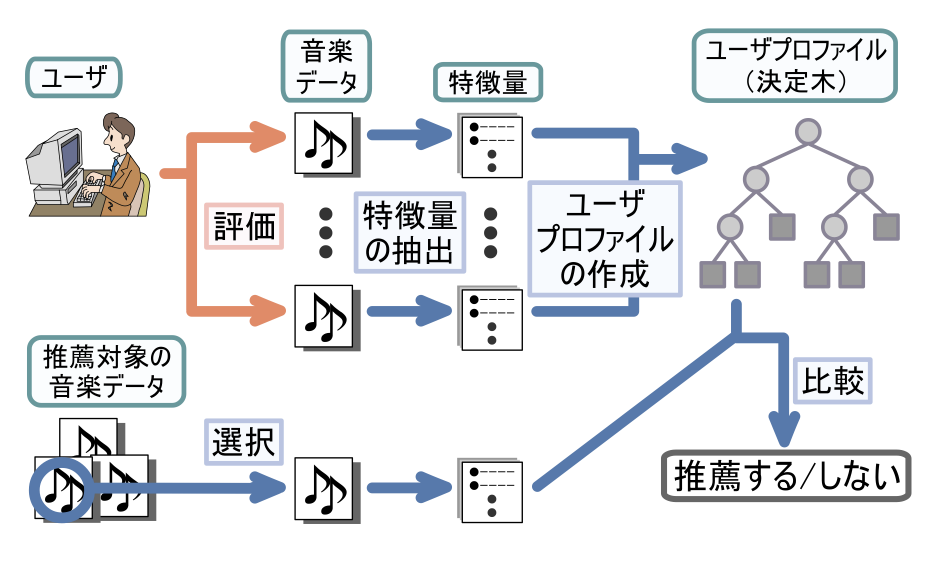 ユーザ
音楽
データ
特徴量
ユーザプロファイル
(決定木)
評価
特徴量
の抽出
ユーザ
プロファイル
の作成
推薦対象の
音楽データ
選択
比較
推薦する/しない